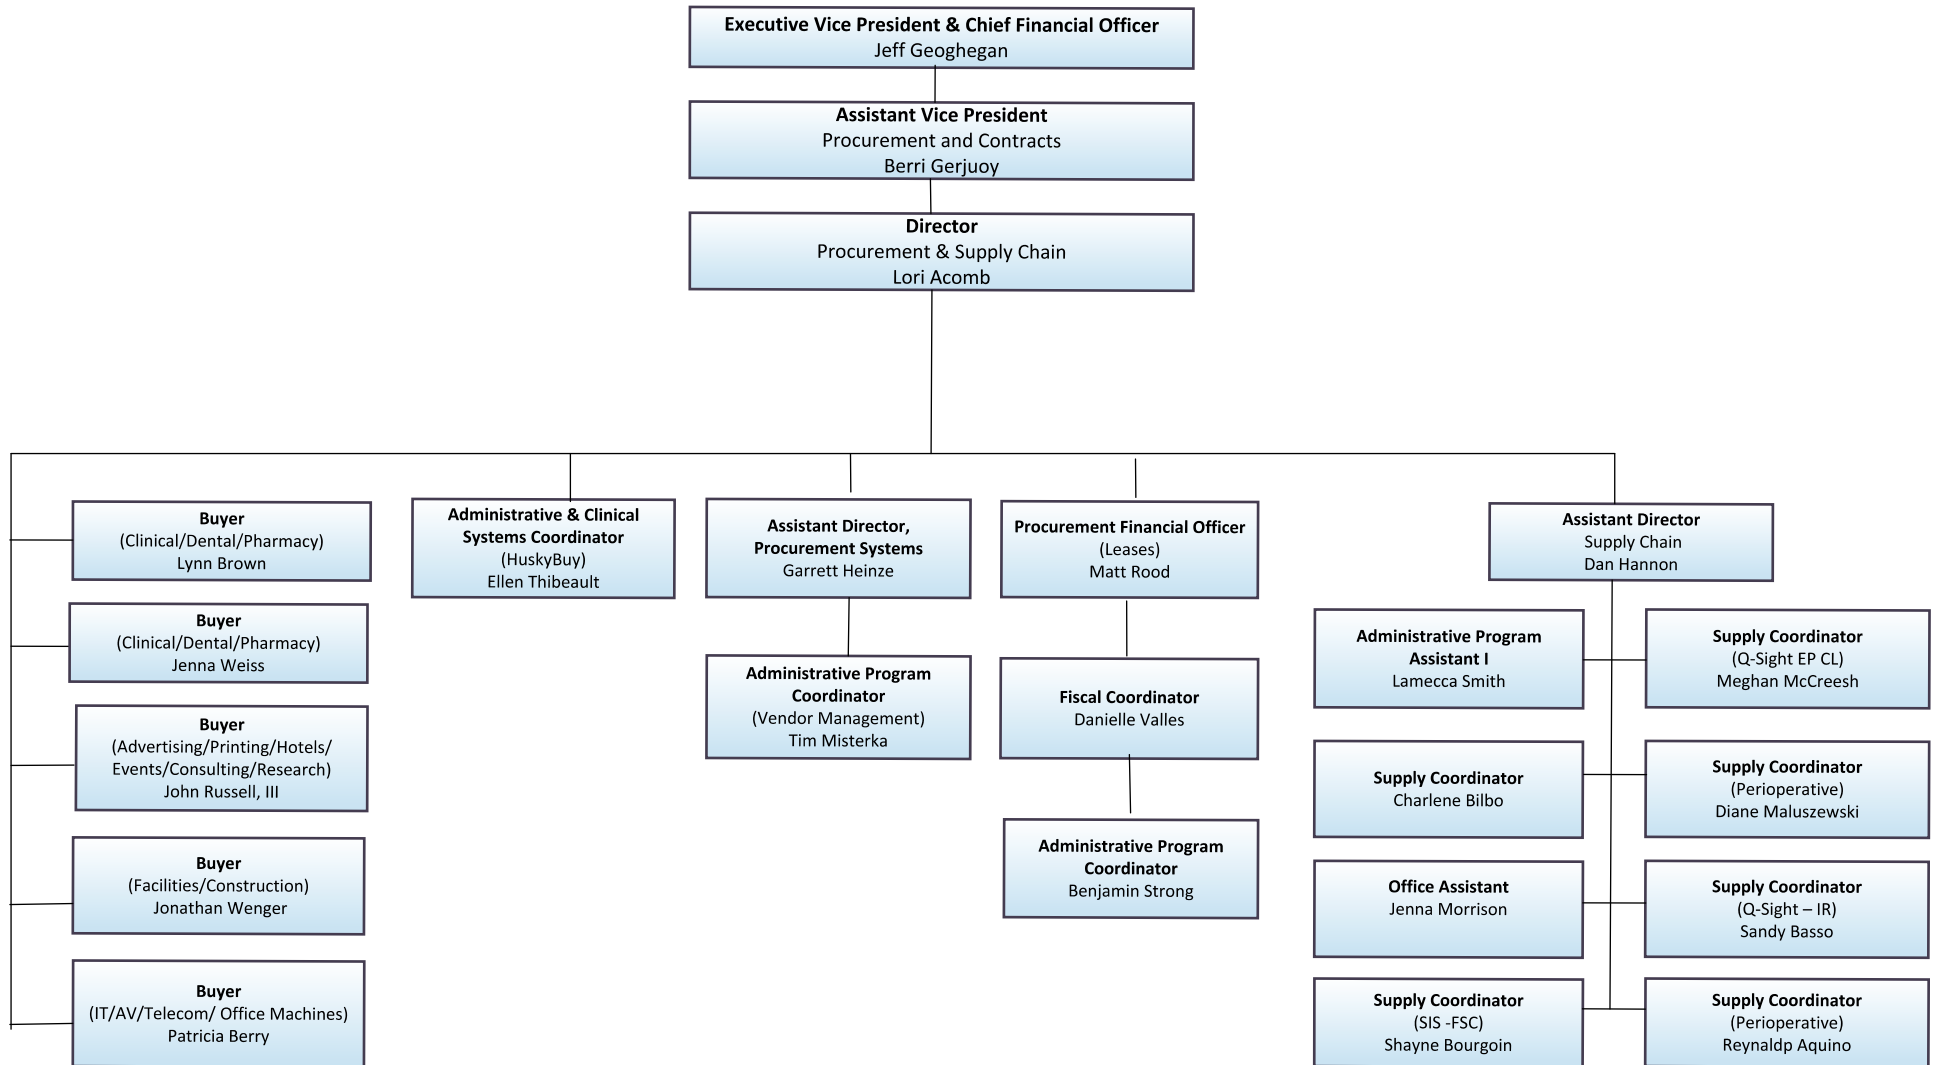 Executive Vice President & Chief Financial Officer
Jeff Geoghegan
Assistant Vice President
Procurement and Contracts
Berri Gerjuoy
Director
Procurement & Supply Chain
Lori Acomb
Buyer
(Clinical/Dental/Pharmacy)
Lynn Brown
Buyer
(Clinical/Dental/Pharmacy)
Jenna Weiss
Buyer
(Advertising/Printing/Hotels/
Events/Consulting/Research)
John Russell, III
Buyer
(Facilities/Construction)
Jonathan Wenger
Buyer
(IT/AV/Telecom/ Office Machines)
Patricia Berry
Administrative & Clinical
Systems Coordinator
(HuskyBuy)
Ellen Thibeault
Assistant Director,
Procurement Systems
Garrett Heinze
Administrative Program
Coordinator
(Vendor Management)
Tim Misterka
Procurement Financial Officer
(Leases)
Matt Rood
Fiscal Coordinator
Danielle Valles
Administrative Program
Coordinator
Benjamin Strong
Assistant Director
Supply Chain
Dan Hannon
Administrative Program
Assistant I
Lamecca Smith
Supply Coordinator
(Q-Sight EP CL)
Meghan McCreesh
Supply Coordinator
Charlene Bilbo
Supply Coordinator
(Perioperative)
Diane Maluszewski
Office Assistant
Jenna Morrison
Supply Coordinator
(Q-Sight – IR)
Sandy Basso
Supply Coordinator
(SIS -FSC)
Shayne Bourgoin
Supply Coordinator
(Perioperative)
Reynaldp Aquino